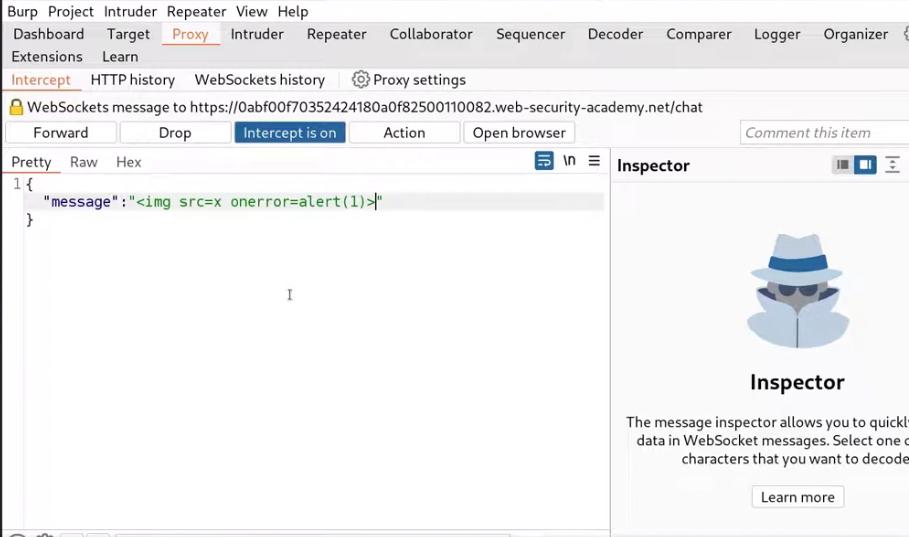 Burp Project Intruder Repeater View Help
Dashboard Target Proxy Intruder Repeater Collaborator Sequencer Decoder Comparer Logger Organizer
Extensions Learn
Intercept HTTP history WebSockets history Proxy settings
WebSockets message to https://0abf00f70352424180a0f82500110082.web-security-academy.net/chat
Forward Drop Intercept is on Action Open browser Comment this item
Pretty Raw Hex \n Inspector
1 {
"message":"<img src=x onerror=alert(1)>"
}
Inspector
The message inspector allows you to quickly
data in WebSocket messages. Select one
characters that you want to decode
Learn more